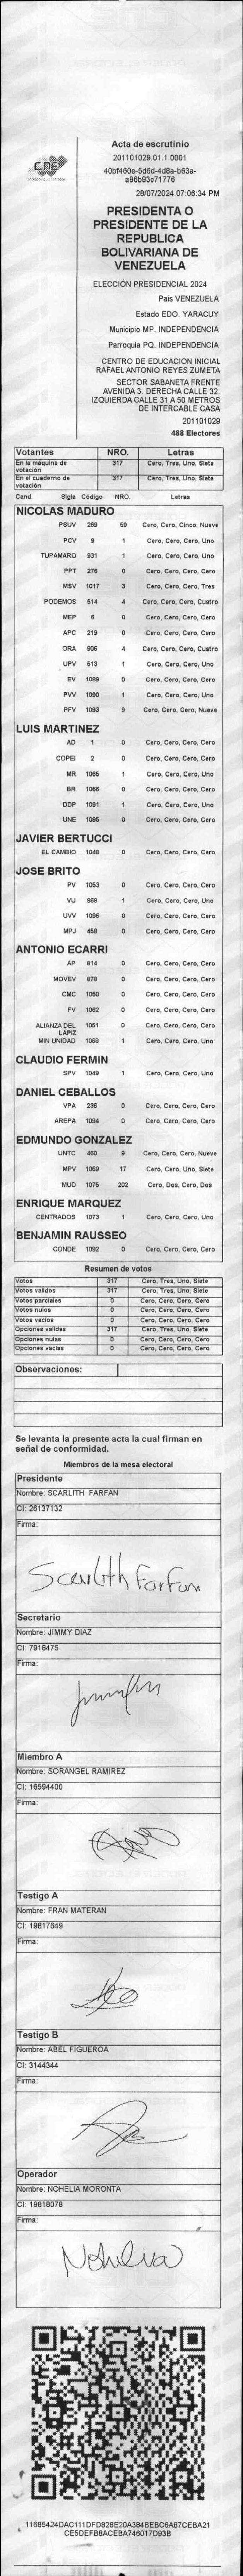 CNE
Acta de escrutinio
201101029.01.1.0001
40bf460e-5d6d-4d8a-b63a-
a96b93c71776
28/07/2024 07:06:34 PM
PRESIDENTA O
PRESIDENTE DE LA
REPUBLICA
BOLIVARIANA DE
VENEZUELA
ELECCIÓN PRESIDENCIAL 2024
Pais VENEZUELA
Estado EDO. YARACUY
Municipio MP. INDEPENDENCIA
Parroquia PQ. INDEPENDENCIA
CENTRO DE EDUCACION INICIAL
RAFAEL ANTONIO REYES ZUMETA
SECTOR SABANETA FRENTE
AVENIDA 3. DERECHA CALLE 32.
IZQUIERDA CALLE 31 A 50 METROS
DE INTERCABLE CASA
201101029
488 Electores
Votantes NRO. Letras
En la máquina de votación 317 Cero, Tres, Uno, Siete
En el cuaderno de votación 317 Cero, Tres, Uno, Siete
Cand. Sigla Código NRO. Letras
NICOLAS MADURO
PSUV 269 59 Cero, Cero, Cinco, Nueve
PCV 9 1 Cero, Cero, Cero, Uno
TUPAMARO 931 1 Cero, Cero, Cero, Uno
PPT 276 0 Cero, Cero, Cero, Cero
MSV 1017 3 Cero, Cero, Cero, Tres
PODEMOS 514 4 Cero, Cero, Cero, Cuatro
MEP 6 0 Cero, Cero, Cero, Cero
APC 219 0 Cero, Cero, Cero, Cero
ORA 906 4 Cero, Cero, Cero, Cuatro
UPV 513 1 Cero, Cero, Cero, Uno
EV 1089 0 Cero, Cero, Cero, Cero
PVV 1090 1 Cero, Cero, Cero, Uno
PFV 1093 9 Cero, Cero, Cero, Nueve
LUIS MARTINEZ
AD 1 0 Cero, Cero, Cero, Cero
COPEI 2 0 Cero, Cero, Cero, Cero
MR 1065 1 Cero, Cero, Cero, Uno
BR 1066 0 Cero, Cero, Cero, Cero
DDP 1091 1 Cero, Cero, Cero, Uno
UNE 1095 0 Cero, Cero, Cero, Cero
JAVIER BERTUCCI
EL CAMBIO 1048 0 Cero, Cero, Cero, Cero
JOSE BRITO
PV 1053 0 Cero, Cero, Cero, Cero
VU 868 1 Cero, Cero, Cero, Uno
UVV 1096 0 Cero, Cero, Cero, Cero
MPJ 459 0 Cero, Cero, Cero, Cero
ANTONIO ECARRI
AP 814 0 Cero, Cero, Cero, Cero
MOVEV 878 0 Cero, Cero, Cero, Cero
CMC 1050 0 Cero, Cero, Cero, Cero
FV 1062 0 Cero, Cero, Cero, Cero
ALIANZA DEL LAPIZ 1051 0 Cero, Cero, Cero, Cero
MIN UNIDAD 1058 1 Cero, Cero, Cero, Uno
CLAUDIO FERMIN
SPV 1049 1 Cero, Cero, Cero, Uno
DANIEL CEBALLOS
VPA 236 0 Cero, Cero, Cero, Cero
AREPA 1094 0 Cero, Cero, Cero, Cero
EDMUNDO GONZALEZ
UNTC 460 9 Cero, Cero, Cero, Nueve
MPV 1069 17 Cero, Cero, Uno, Siete
MUD 1075 202 Cero, Dos, Cero, Dos
ENRIQUE MARQUEZ
CENTRADOS 1073 1 Cero, Cero, Cero, Uno
BENJAMIN RAUSSEO
CONDE 1092 0 Cero, Cero, Cero, Cero
Resumen de votos
Votos 317 Cero, Tres, Uno, Siete
Votos validos 317 Cero, Tres, Uno, Siete
Votos parciales 0 Cero, Cero, Cero, Cero
Votos nulos 0 Cero, Cero, Cero, Cero
Votos vacios 0 Cero, Cero, Cero, Cero
Opciones validas 317 Cero, Tres, Uno, Siete
Opciones nulas 0 Cero, Cero, Cero, Cero
Opciones vacias 0 Cero, Cero, Cero, Cero
Observaciones:
Se levanta la presente acta la cual firman en
señal de conformidad.
Miembros de la mesa electoral
Presidente
Nombre: SCARLITH FARFAN
CI: 26137132
Firma:
Scarlith Farfan
Secretario
Nombre: JIMMY DIAZ
CI: 7918475
Firma:
Miembro A
Nombre: SORANGEL RAMIREZ
CI: 16594400
Firma:
Testigo A
Nombre: FRAN MATERAN
CI: 19817649
Firma:
Testigo B
Nombre: ABEL FIGUEROA
CI: 3144344
Firma:
Operador
Nombre: NOHELIA MORONTA
CI: 19818078
Firma:
Nohelia
11685424DAC111DFD828E20A384BEBC6A87CEBA21
CE5DEFB8ACEBA746017D93B